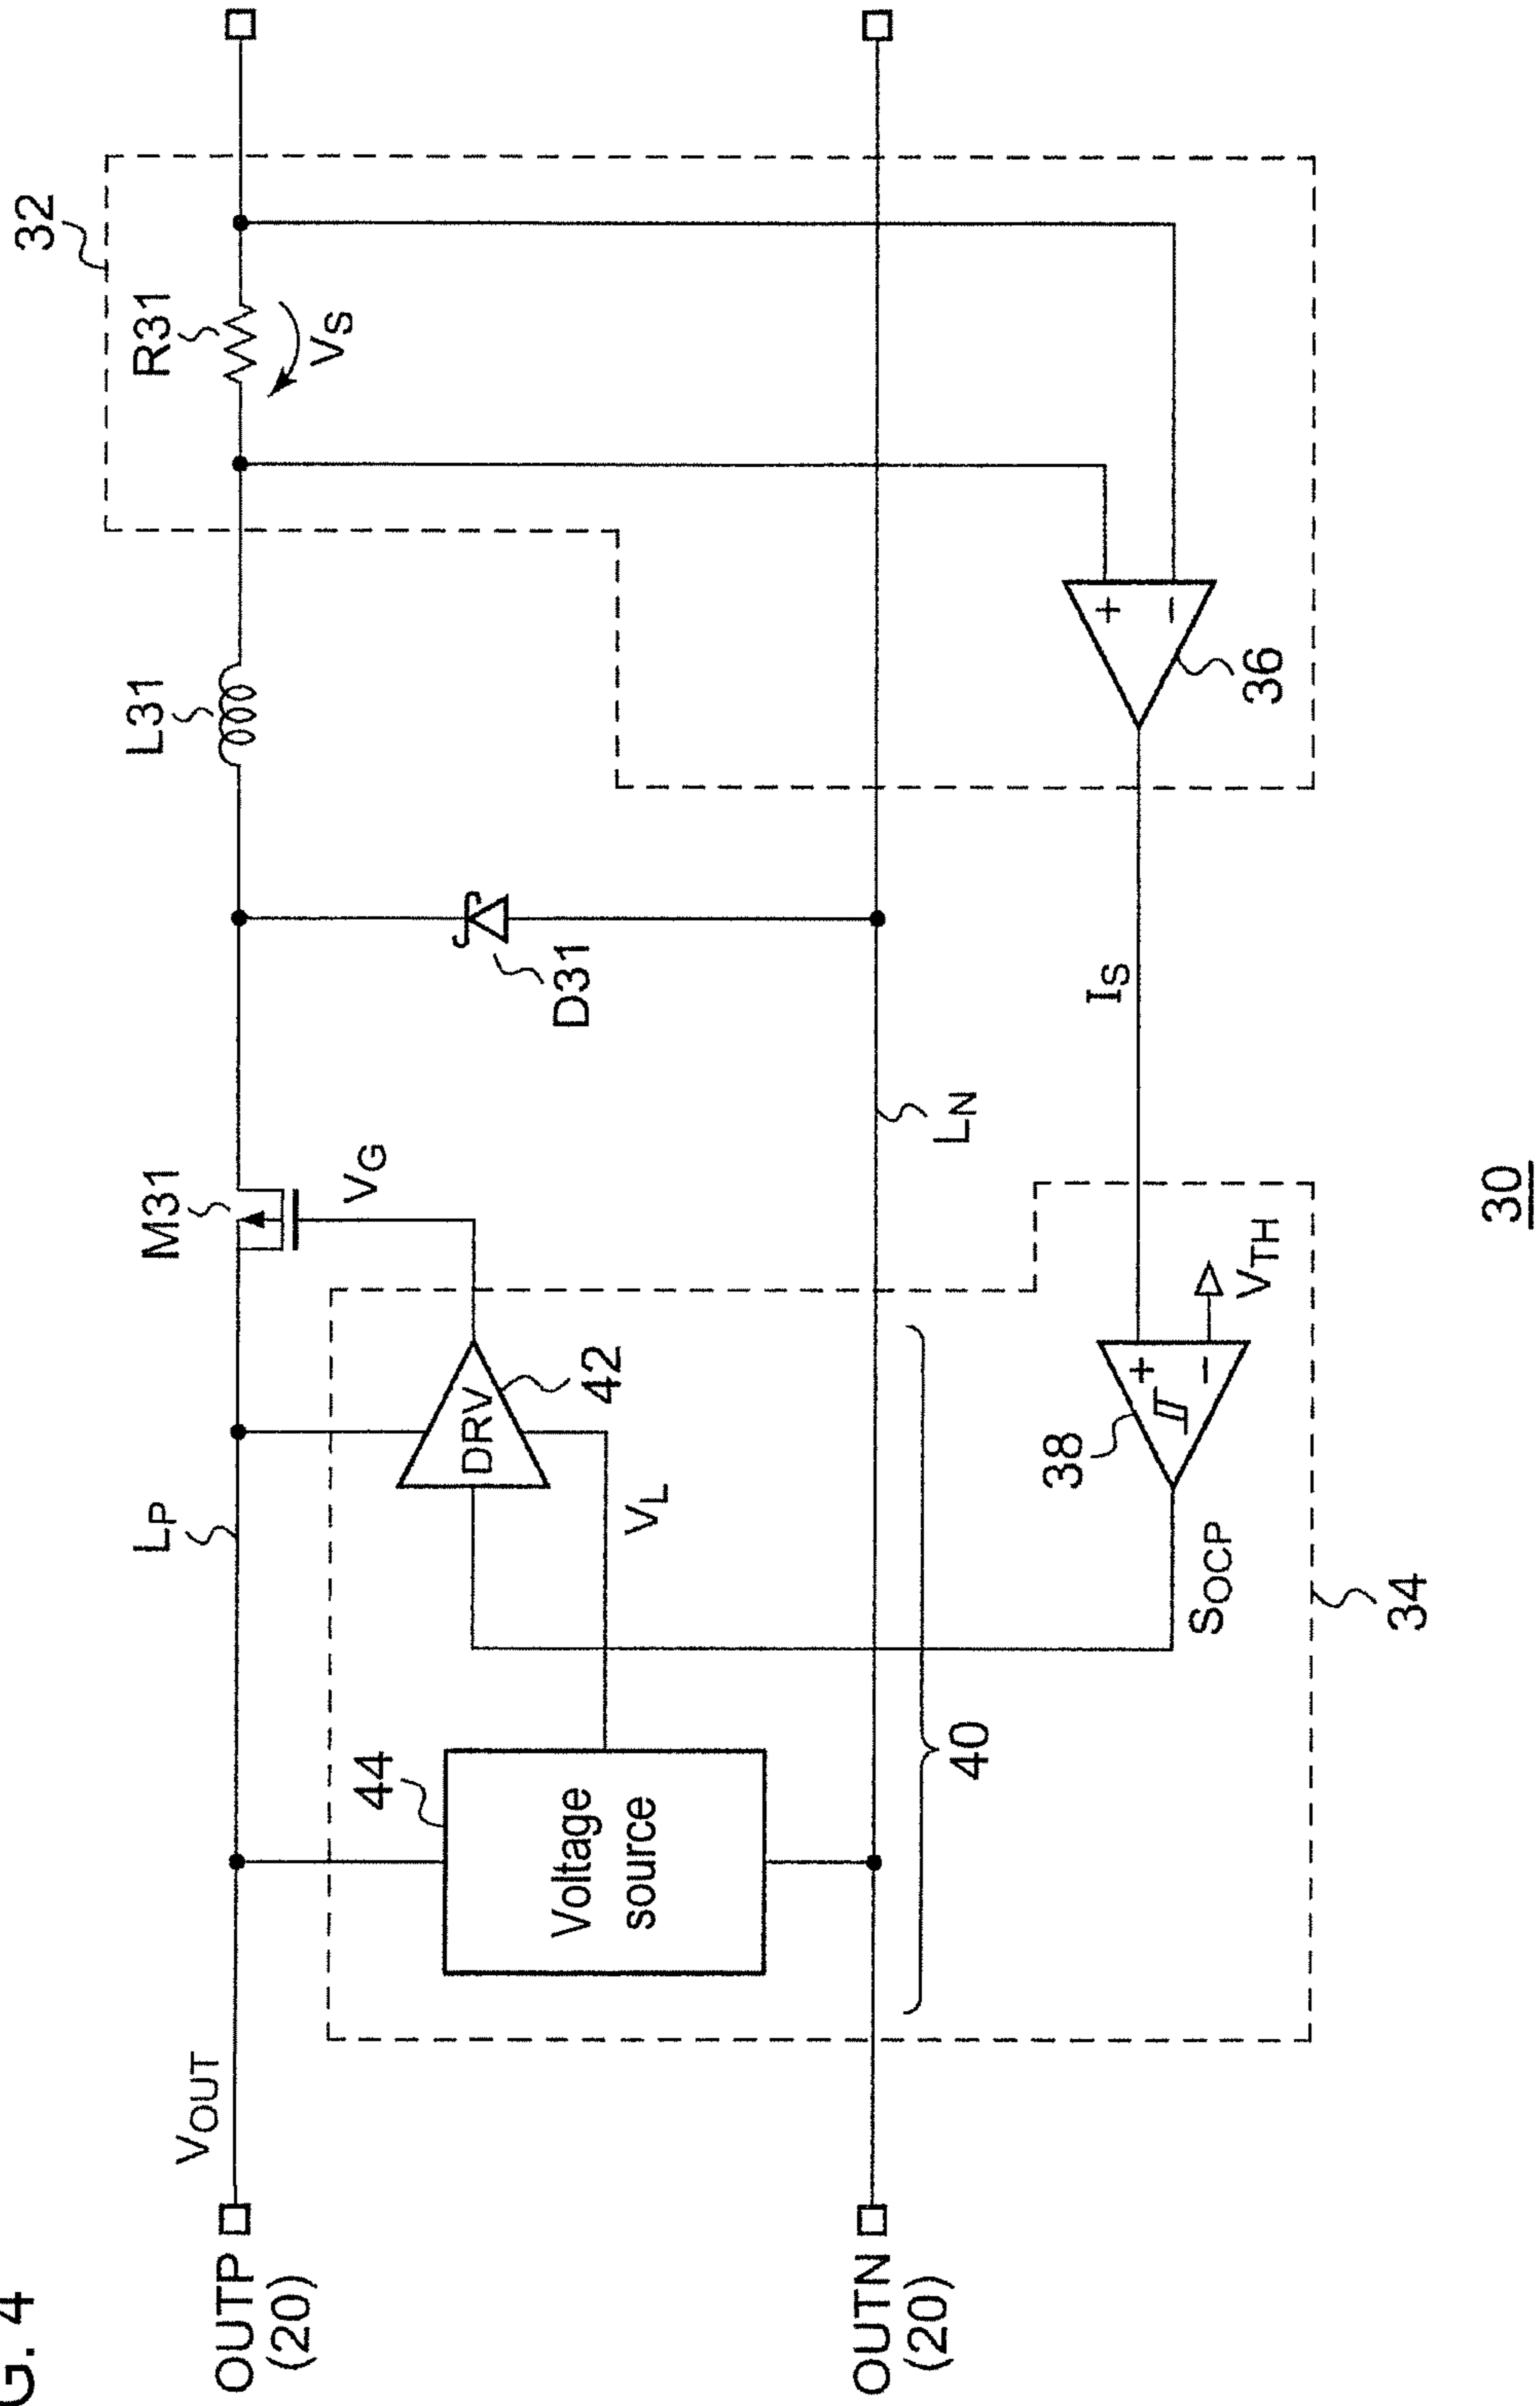 G. 4
32
R31
VS
L31
M31
VG
LP
VOUT
OUTP
(20)
D31
DRV
42
VL
44
Voltage
source
LN
OUTN
(20)
40
+
−
36
IS
+
−
VTH
38
SOCP
34
30